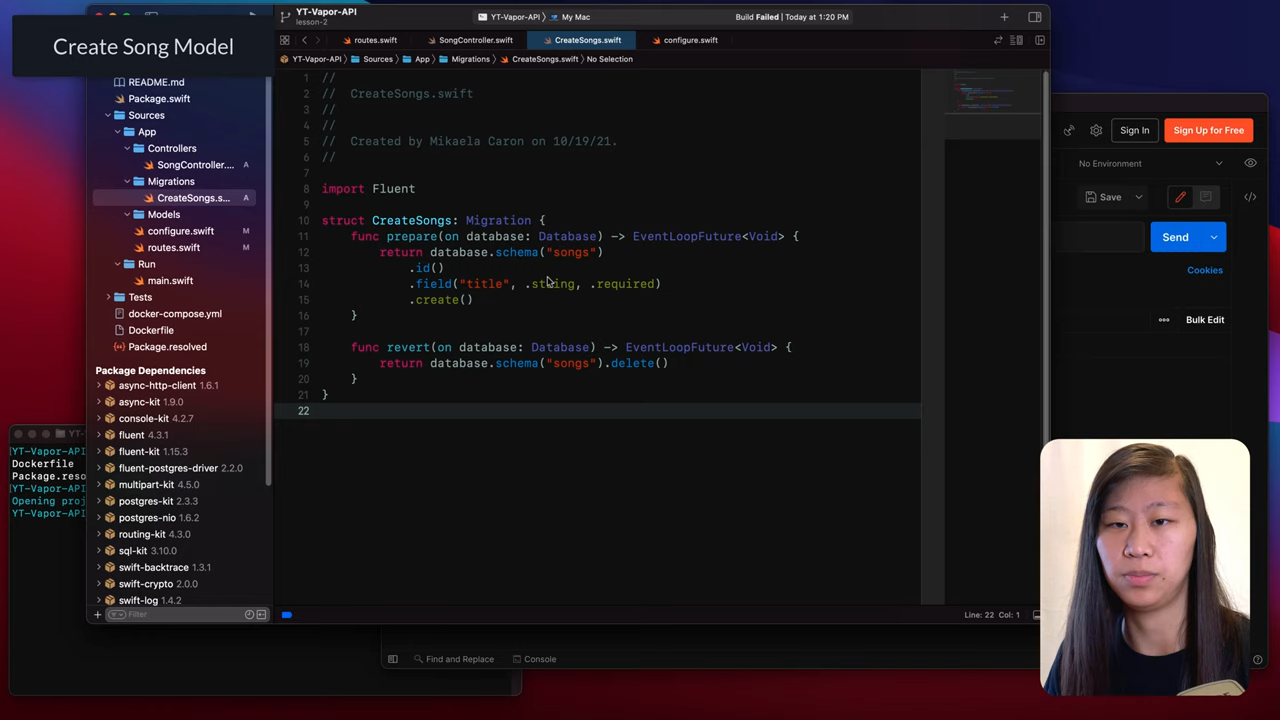 Create Song Model
YT-Vapor-API
lesson-2
YT-Vapor-API
My Mac
Build Failed | Today at 1:20 PM
routes.swift
SongController.swift
CreateSongs.swift
configure.swift
YT-Vapor-API
Sources
App
Migrations
CreateSongs.swift
No Selection
README.md
Package.swift
Sources
App
Controllers
SongController.... A
Migrations
CreateSongs.s... A
Models
configure.swift M
routes.swift M
Run
main.swift
Tests
docker-compose.yml
Dockerfile
Package.resolved
Package Dependencies
async-http-client 1.6.1
async-kit 1.9.0
console-kit 4.2.7
fluent 4.3.1
fluent-kit 1.15.3
fluent-postgres-driver 2.2.0
multipart-kit 4.5.0
postgres-kit 2.3.3
postgres-nio 1.6.2
routing-kit 4.3.0
sql-kit 3.10.0
swift-backtrace 1.3.1
swift-crypto 2.0.0
swift-log 1.4.2
Filter
1 //
2 // CreateSongs.swift
3 //
4 //
5 // Created by Mikaela Caron on 10/19/21.
6 //
7
8 import Fluent
9
10 struct CreateSongs: Migration {
11 func prepare(on database: Database) -> EventLoopFuture<Void> {
12 return database.schema("songs")
13 .id()
14 .field("title", .string, .required)
15 .create()
16 }
17
18 func revert(on database: Database) -> EventLoopFuture<Void> {
19 return database.schema("songs").delete()
20 }
21 }
22
Line: 22 Col: 1
YT-
[YT-Vapor-API
Dockerfile
Package.reso
[YT-Vapor-API
Opening proj
YT-Vapor-API
Sign In
Sign Up for Free
No Environment
Save
Send
Cookies
Bulk Edit
Find and Replace
Console